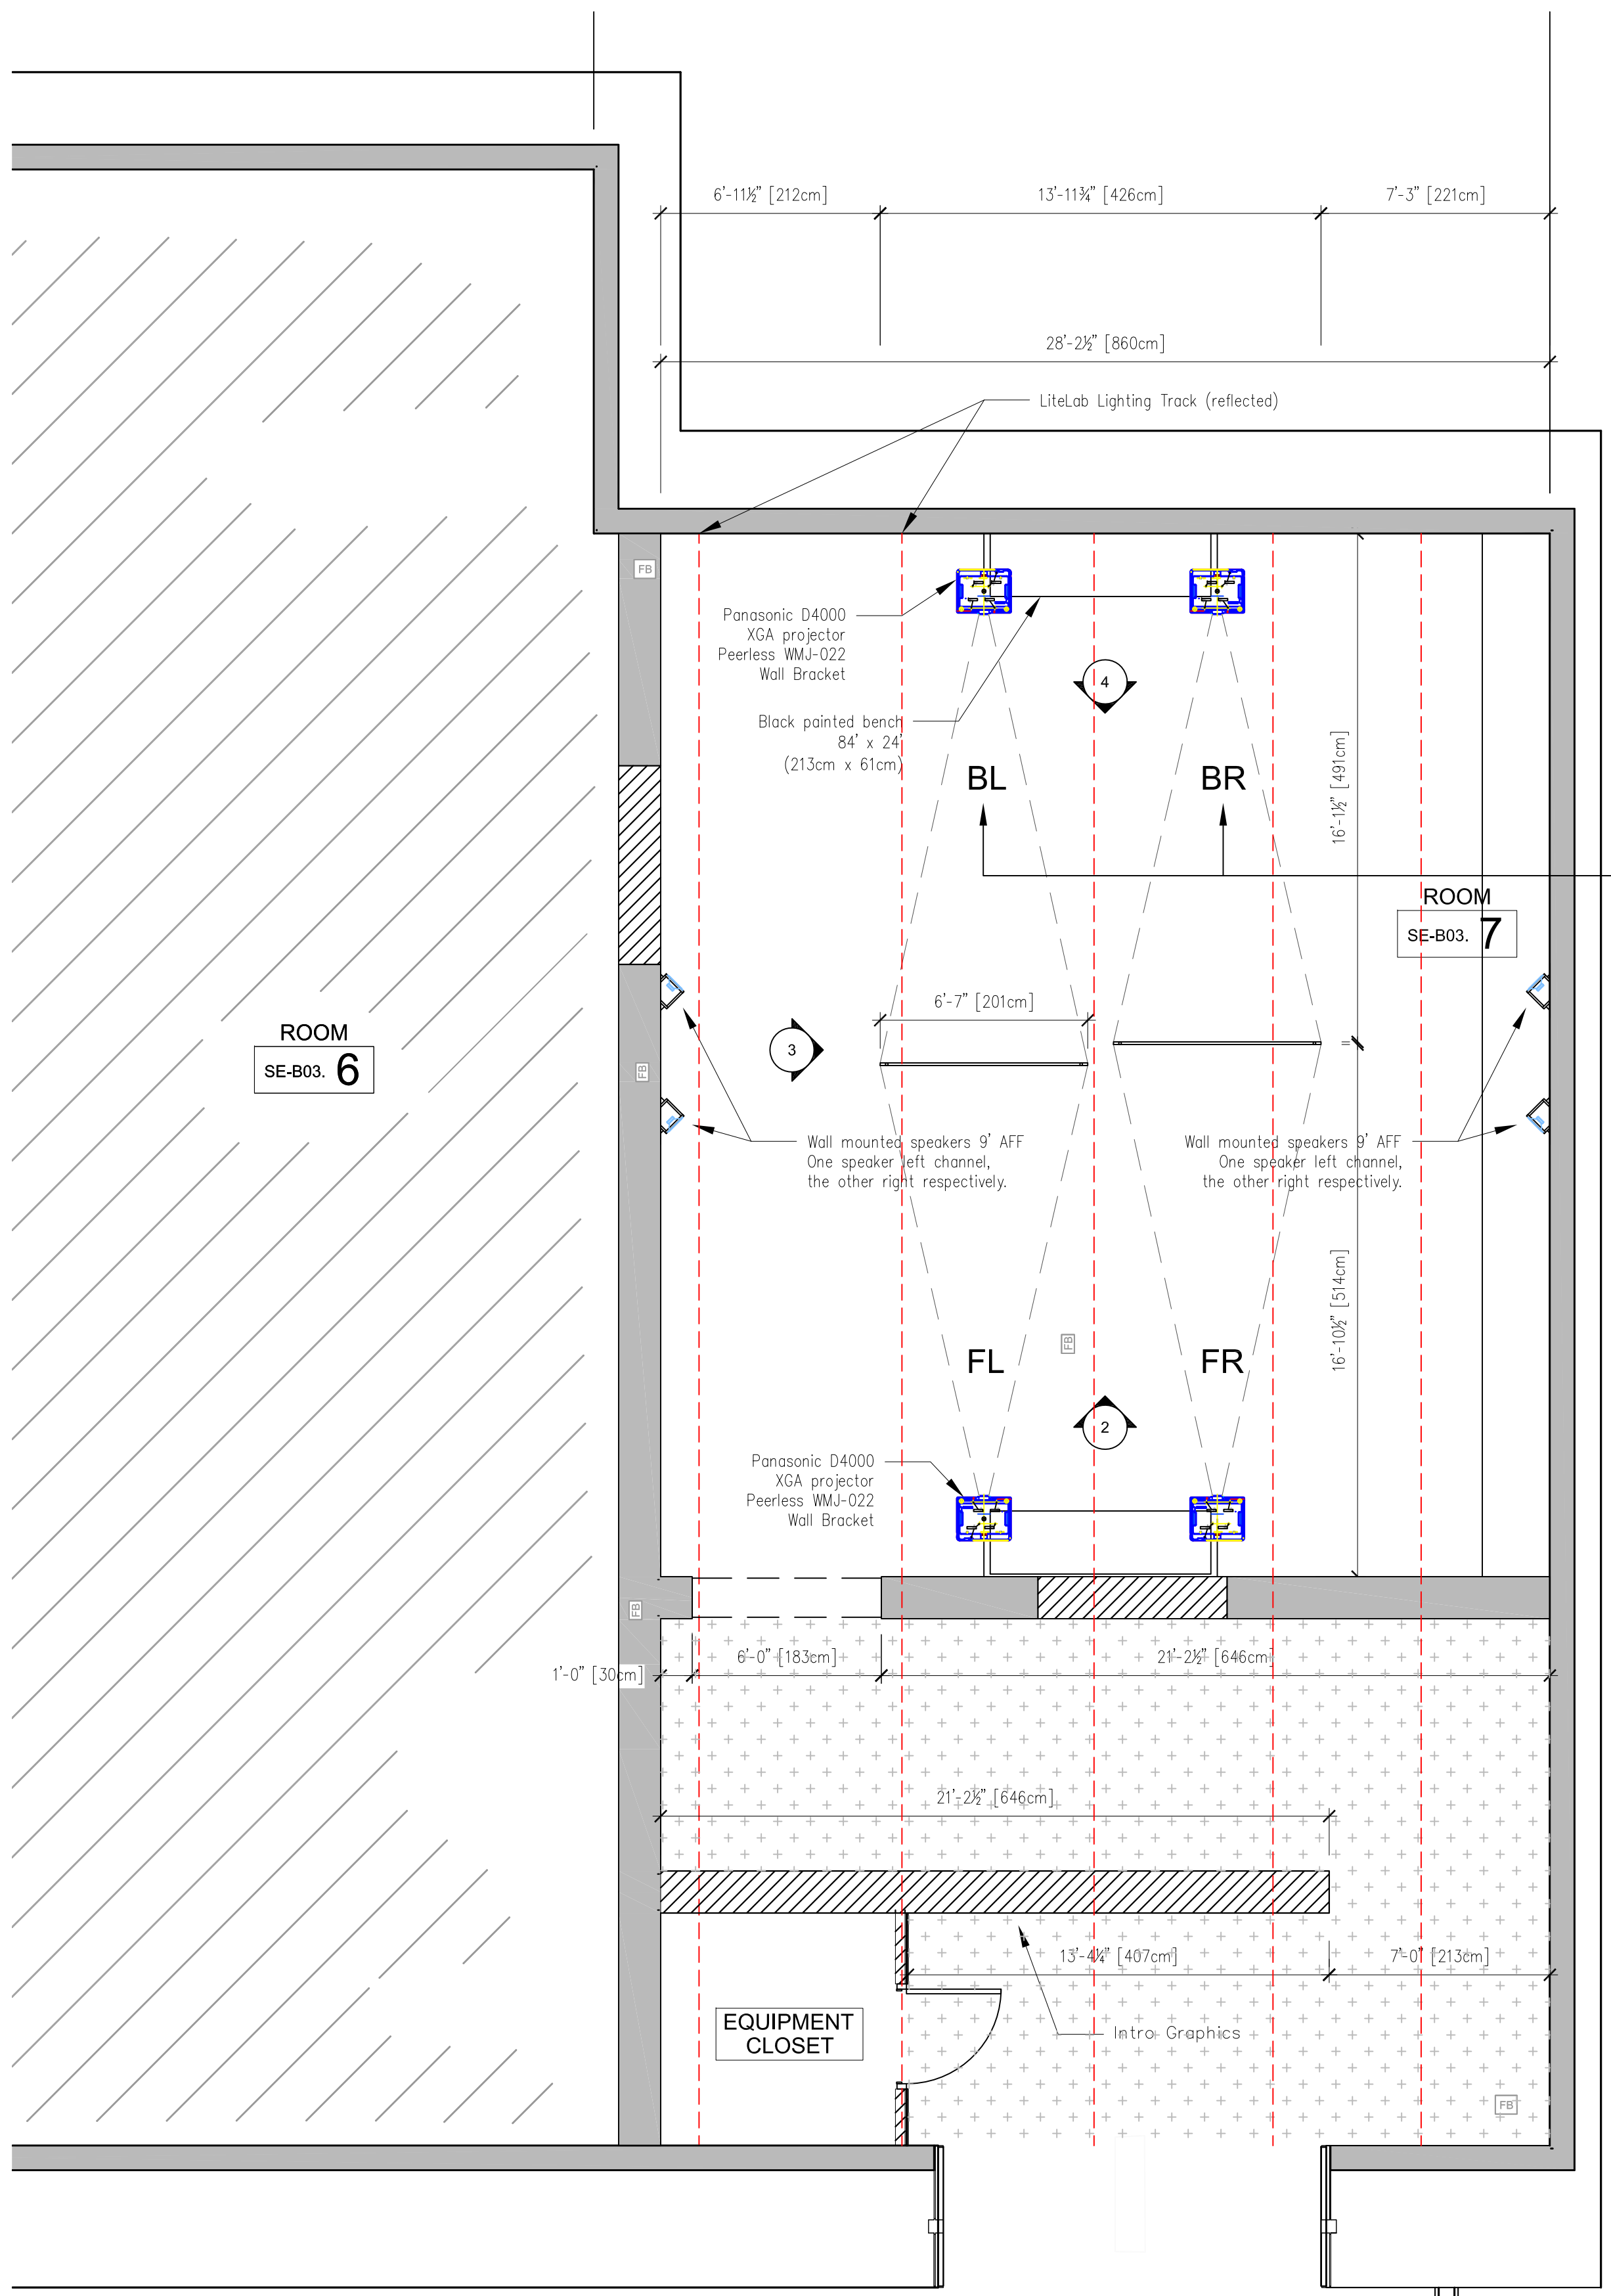 6'-11½" [212cm]
13'-11¾" [426cm]
7'-3" [221cm]
28'-2½" [860cm]
LiteLab Lighting Track (reflected)
FB
Panasonic D4000
XGA projector
Peerless WMJ-022
Wall Bracket
4
Black painted bench
84' x 24'
(213cm x 61cm)
BL
BR
16'-1½" [491cm]
ROOM
SE-B03. 7
6'-7" [201cm]
=
ROOM
SE-B03. 6
3
FB
Wall mounted speakers 9' AFF
One speaker left channel,
the other right respectively.
Wall mounted speakers 9' AFF
One speaker left channel,
the other right respectively.
16'-10½" [514cm]
FB
FL
FR
2
Panasonic D4000
XGA projector
Peerless WMJ-022
Wall Bracket
FB
1'-0" [30cm]
6'-0" [183cm]
21'-2½" [646cm]
21'-2½" [646cm]
13'-4¼" [407cm]
7'-0" [213cm]
EQUIPMENT
CLOSET
Intro Graphics
FB